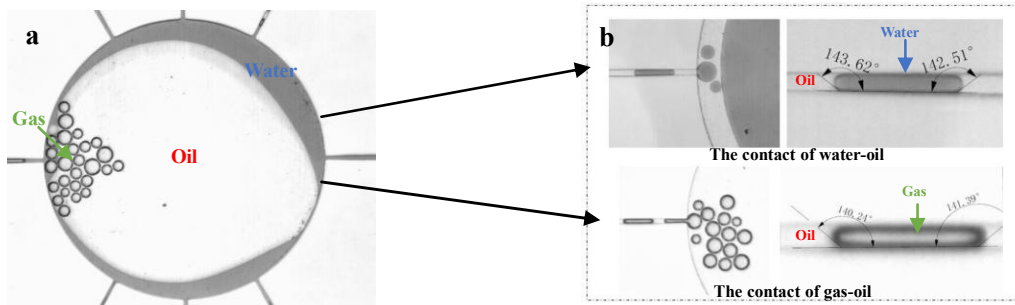 a
Water
Gas
Oil
b
Water
143.62°
142.51°
Oil
The contact of water-oil
Gas
140.24°
141.39°
Oil
The contact of gas-oil